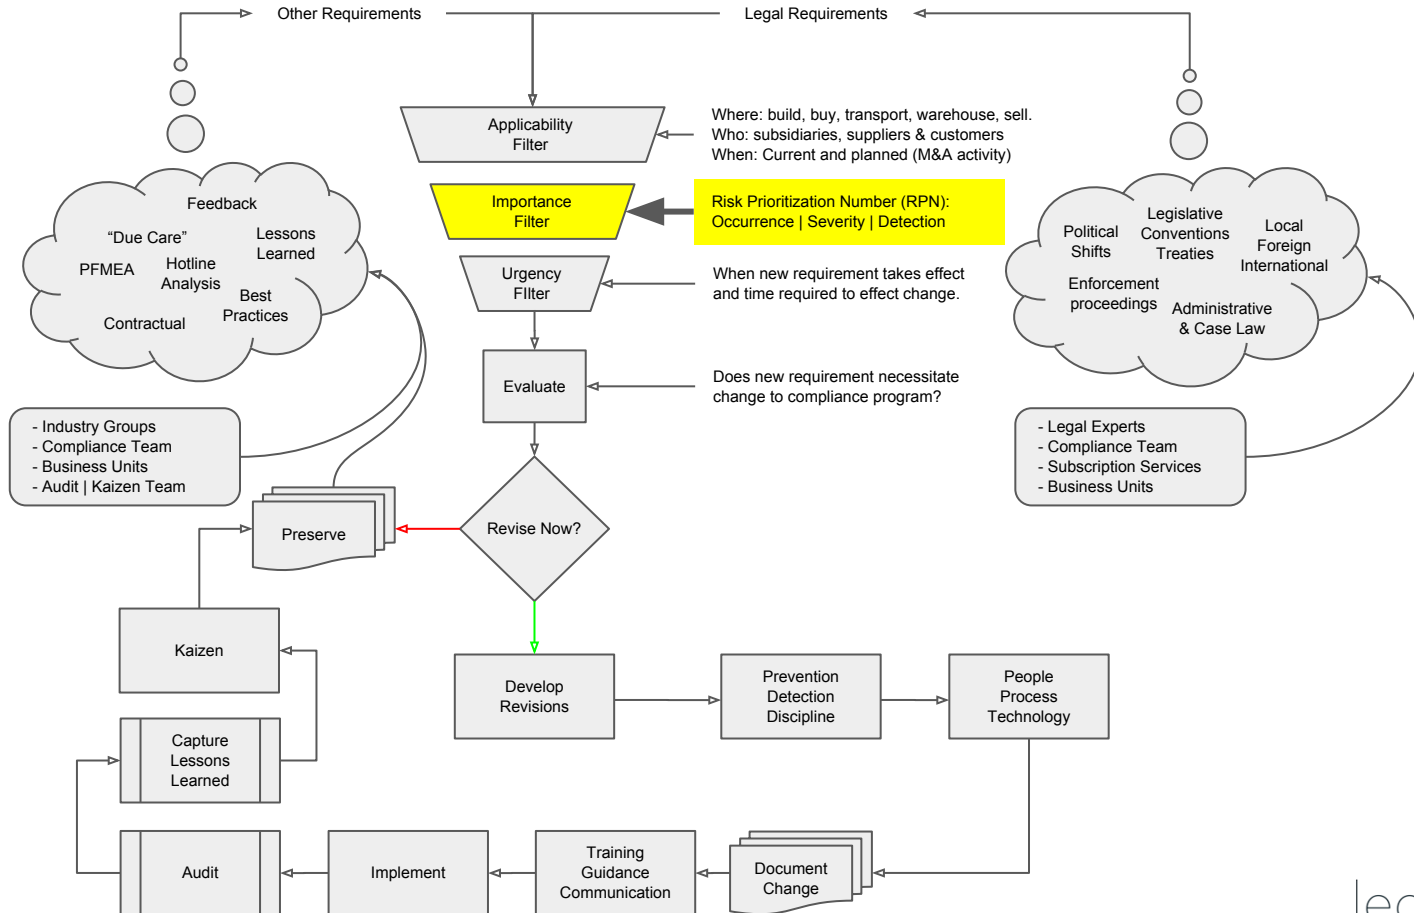 Other Requirements
Legal Requirements
Applicability
Filter
Where: build, buy, transport, warehouse, sell.
Who: subsidiaries, suppliers & customers
When: Current and planned (M&A activity)
Importance
Filter
Risk Prioritization Number (RPN):
Occurrence | Severity | Detection
Urgency
FIlter
When new requirement takes effect
and time required to effect change.
Evaluate
Does new requirement necessitate
change to compliance program?
Feedback
“Due Care”
Lessons
Learned
PFMEA
Hotline
Analysis
Best
Practices
Contractual
Political
Shifts
Legislative
Conventions
Treaties
Local
Foreign
International
Enforcement
proceedings
Administrative
& Case Law
- Industry Groups
- Compliance Team
- Business Units
- Audit | Kaizen Team
- Legal Experts
- Compliance Team
- Subscription Services
- Business Units
Preserve
Revise Now?
Kaizen
Develop
Revisions
Prevention
Detection
Discipline
People
Process
Technology
Capture
Lessons
Learned
Audit
Implement
Training
Guidance
Communication
Document
Change